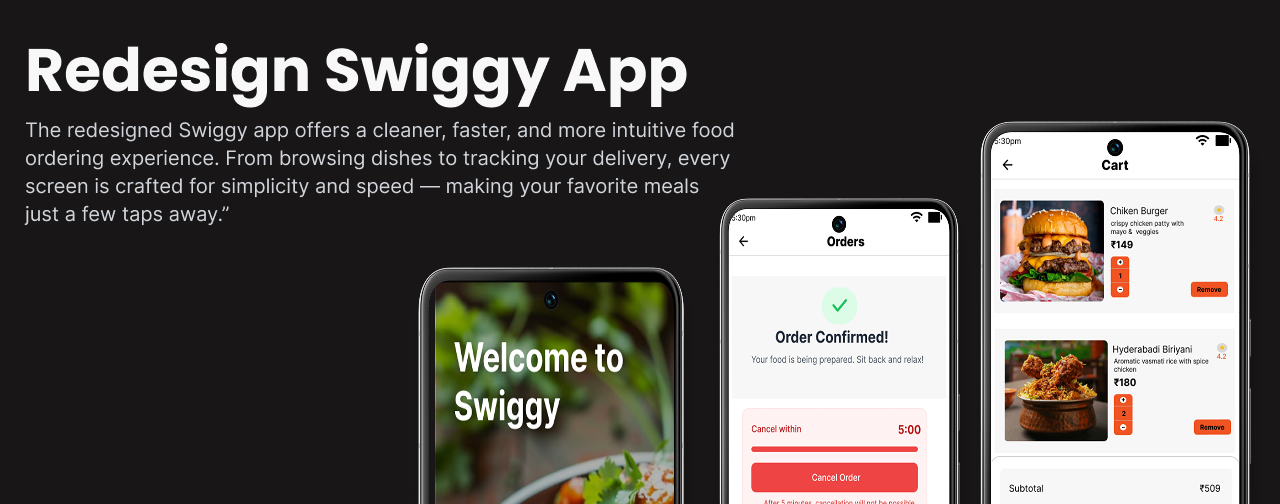 Redesign Swiggy App
The redesigned Swiggy app offers a cleaner, faster, and more intuitive food
ordering experience. From browsing dishes to tracking your delivery, every
screen is crafted for simplicity and speed — making your favorite meals
just a few taps away.”
Welcome to
Swiggy
5:30pm
Orders
Order Confirmed!
Your food is being prepared. Sit back and relax!
Cancel within 5:00
Cancel Order
After 5 minutes, cancellation will not be possible
5:30pm
Cart
Chiken Burger
4.2
crispy chicken patty with
mayo & veggies
₹149
1
Remove
Hyderabadi Biriyani
4.2
Aromatic vasmati rice with spice
chicken
₹180
2
Remove
Subtotal ₹509